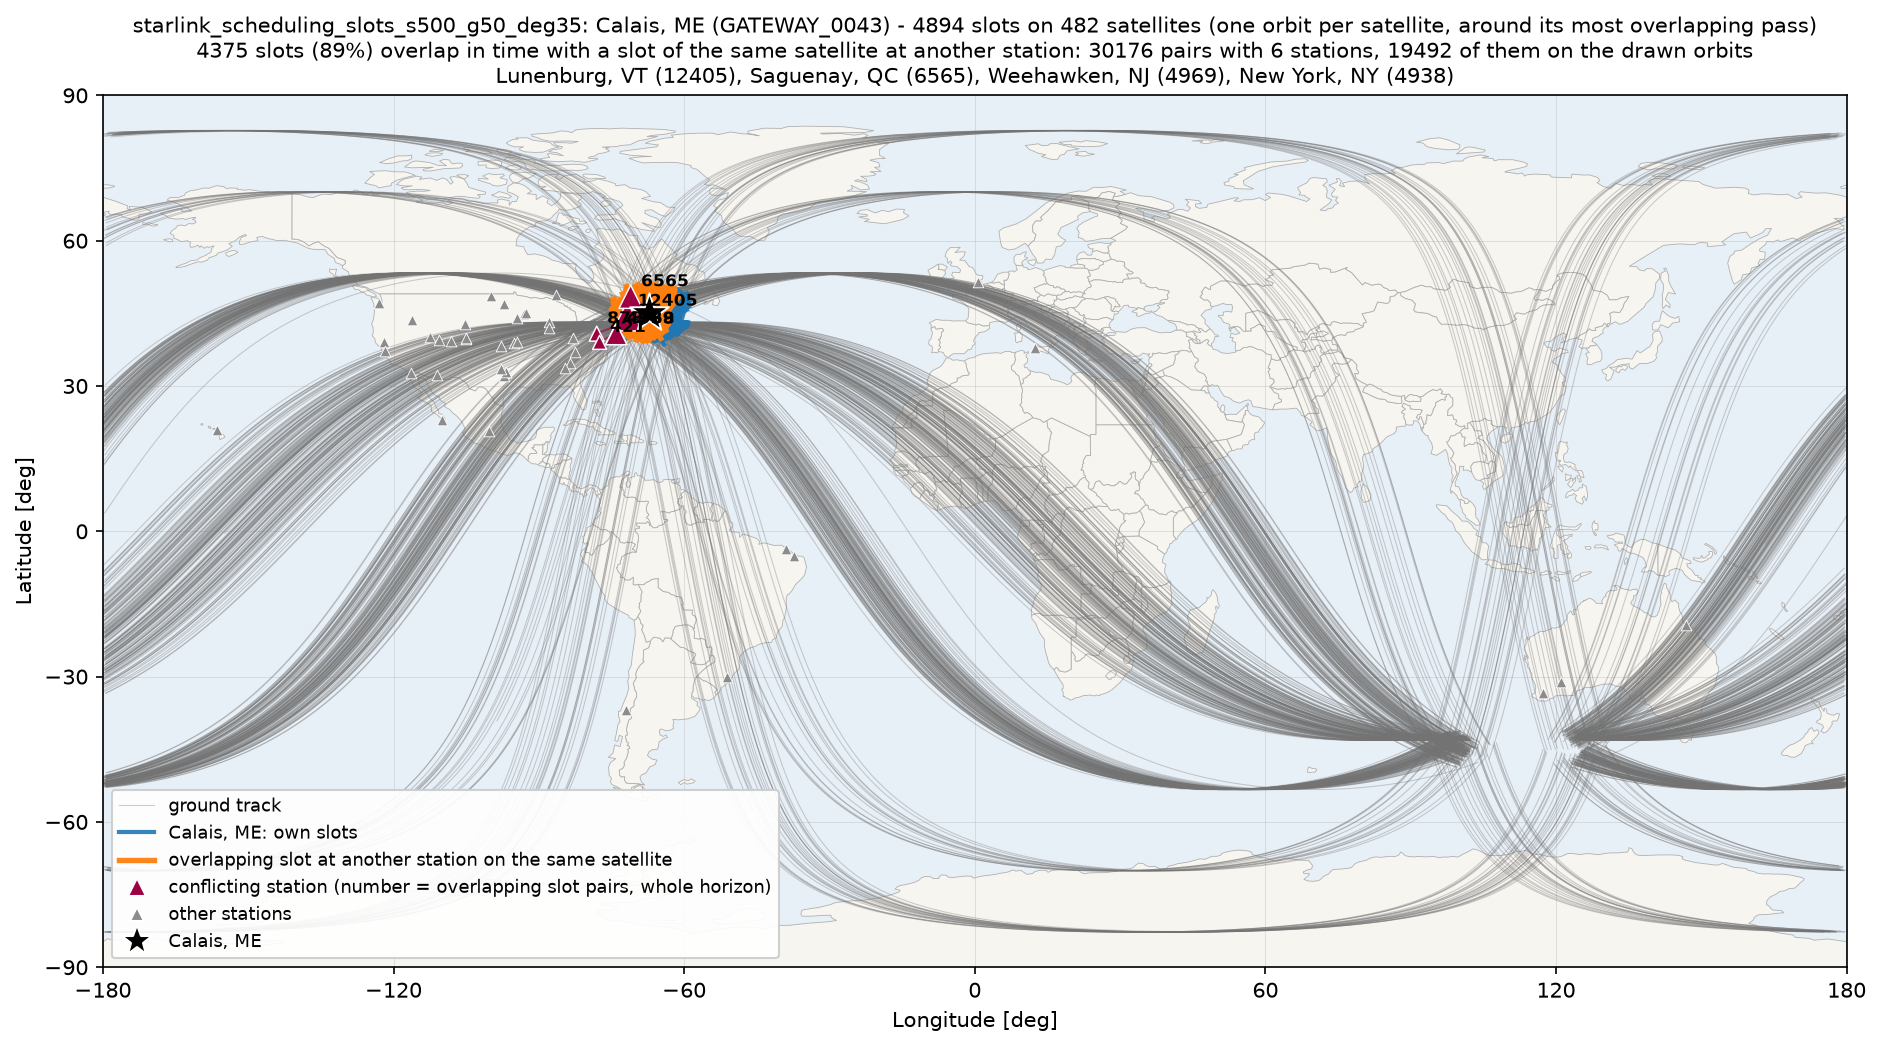 starlink_scheduling_slots_s500_g50_deg35: Calais, ME (GATEWAY_0043) - 4894 slots on 482 satellites (one orbit per satellite, around its most overlapping pass)
4375 slots (89%) overlap in time with a slot of the same satellite at another station: 30176 pairs with 6 stations, 19492 of them on the drawn orbits
Lunenburg, VT (12405), Saguenay, QC (6565), Weehawken, NJ (4969), New York, NY (4938)
90
60
30
0
−30
−60
−90
Latitude [deg]
6565
12405
421
ground track
Calais, ME: own slots
overlapping slot at another station on the same satellite
conflicting station (number = overlapping slot pairs, whole horizon)
other stations
Calais, ME
−180
−120
−60
0
60
120
180
Longitude [deg]